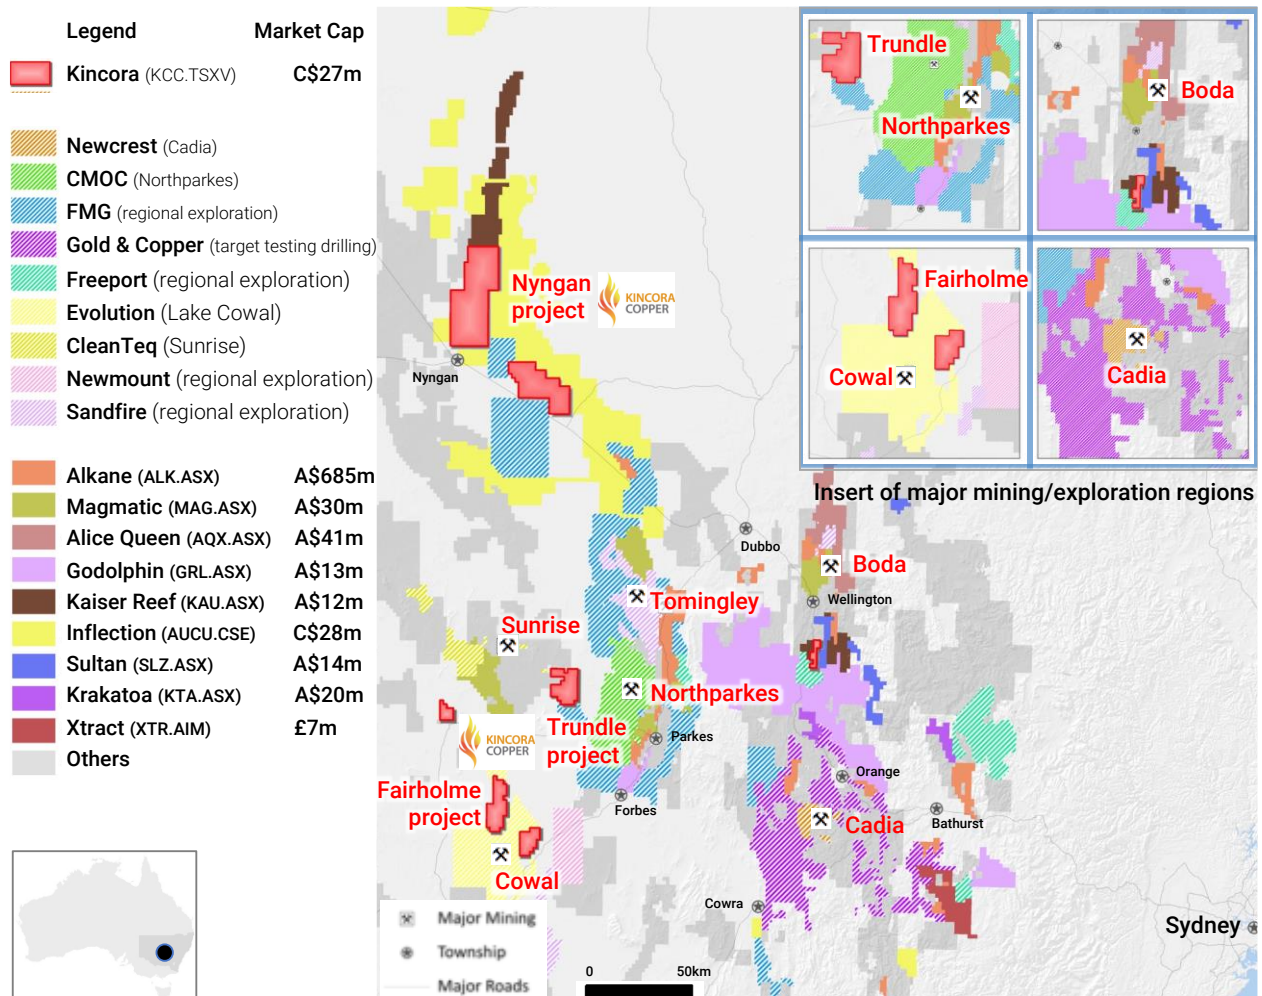 Legend Market Cap
Kincora (KCC.TSXV) C$27m
Newcrest (Cadia)
CMOC (Northparkes)
FMG (regional exploration)
Gold & Copper (target testing drilling)
Freeport (regional exploration)
Evolution (Lake Cowal)
CleanTeq (Sunrise)
Newmount (regional exploration)
Sandfire (regional exploration)
Alkane (ALK.ASX) A$685m
Magmatic (MAG.ASX) A$30m
Alice Queen (AQX.ASX) A$41m
Godolphin (GRL.ASX) A$13m
Kaiser Reef (KAU.ASX) A$12m
Inflection (AUCU.CSE) C$28m
Sultan (SLZ.ASX) A$14m
Krakatoa (KTA.ASX) A$20m
Xtract (XTR.AIM) £7m
Others
Trundle
Northparkes
Boda
Fairholme
Cowal
Cadia
Insert of major mining/exploration regions
Nyngan
project
KINCORA
COPPER
Nyngan
Dubbo
Boda
Wellington
Tomingley
Sunrise
Northparkes
Trundle
project
KINCORA
COPPER
Parkes
Orange
Fairholme
project
Forbes
Cadia
Bathurst
Cowal
Cowra
Sydney
Major Mining
Township
Major Roads
0 50km